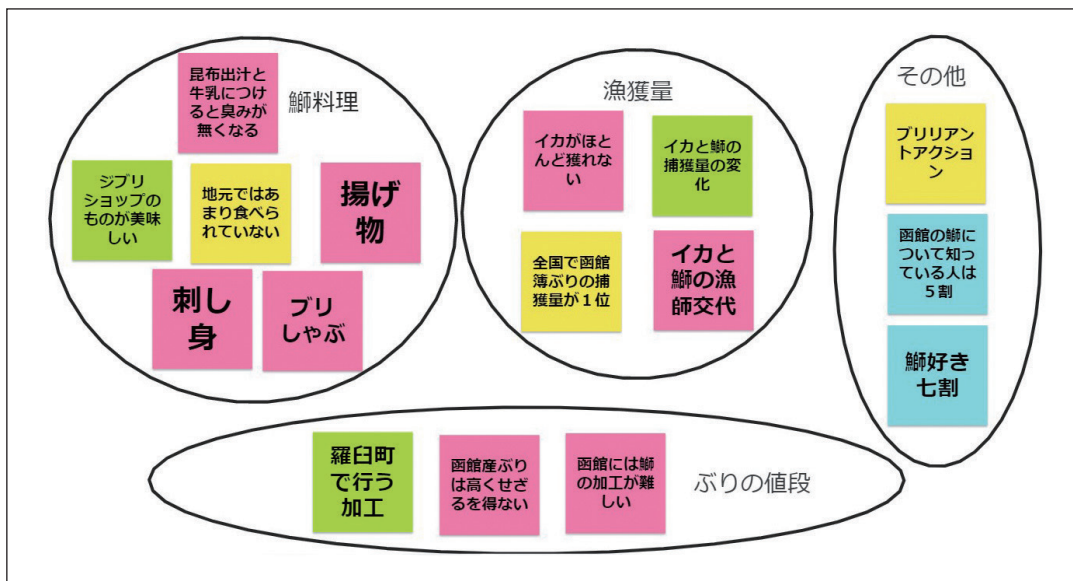 鰤料理
昆布出汁と
牛乳につけ
ると臭みが
無くなる
ジブリ
ショップの
ものが美味
しい
地元ではあ
まり食べら
れていない
揚げ
物
刺し
身
ブリ
しゃぶ
漁獲量
イカがほと
んど獲れな
い
イカと鰤の
捕獲量の変
化
全国で函館
簿ぶりの捕
獲量が１位
イカと
鰤の漁
師交代
その他
ブリリアン
トアクショ
ン
函館の鰤に
ついて知っ
ている人は
５割
鰤好き
七割
羅臼町
で行う
加工
函館産ぶり
は高くせざ
るを得ない
函館には鰤
の加工が難
しい
ぶりの値段